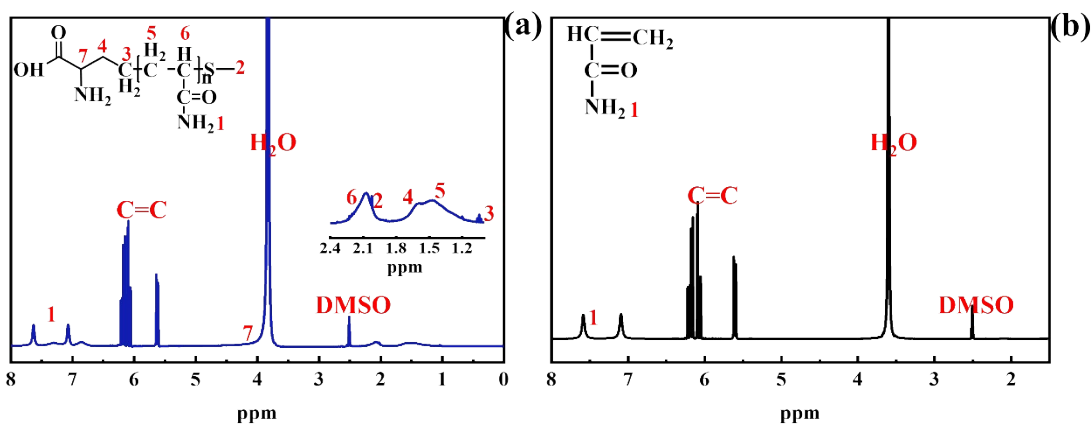 (a)
O
5
H₂
6
H
4
7
3
OH
C
C
C
S
2
n
H₂
NH₂
C=O
NH₂1
H₂O
C=C
6
2
4
5
3
2.4 2.1 1.8 1.5 1.2
ppm
1
7
DMSO
8 7 6 5 4 3 2 1 0
ppm
(b)
HC=CH₂
C=O
NH₂ 1
H₂O
C=C
1
DMSO
8 7 6 5 4 3 2
ppm